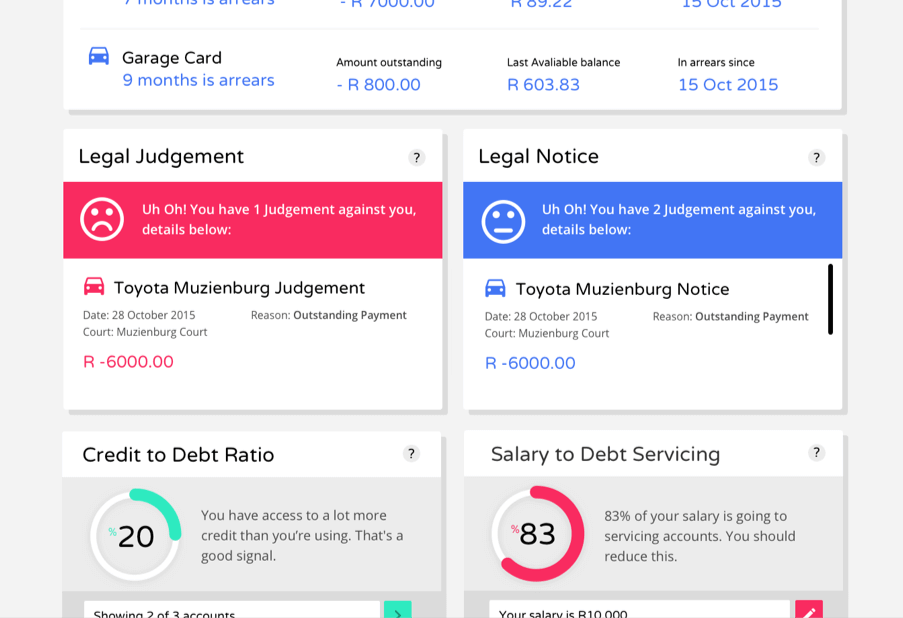 7 months is arrears - R 7000.00 R 89.22 15 Oct 2015
Garage Card
9 months is arrears
Amount outstanding
- R 800.00
Last Avaliable balance
R 603.83
In arrears since
15 Oct 2015
Legal Judgement ?
Uh Oh! You have 1 Judgement against you,
details below:
Toyota Muzienburg Judgement
Date: 28 October 2015
Court: Muzienburg Court
Reason: Outstanding Payment
R -6000.00
Legal Notice ?
Uh Oh! You have 2 Judgement against you,
details below:
Toyota Muzienburg Notice
Date: 28 October 2015
Court: Muzienburg Court
Reason: Outstanding Payment
R -6000.00
Credit to Debt Ratio ?
%20
You have access to a lot more
credit than you're using. That's a
good signal.
Showing 2 of 3 accounts
Salary to Debt Servicing ?
%83
83% of your salary is going to
servicing accounts. You should
reduce this.
Your salary is R10 000